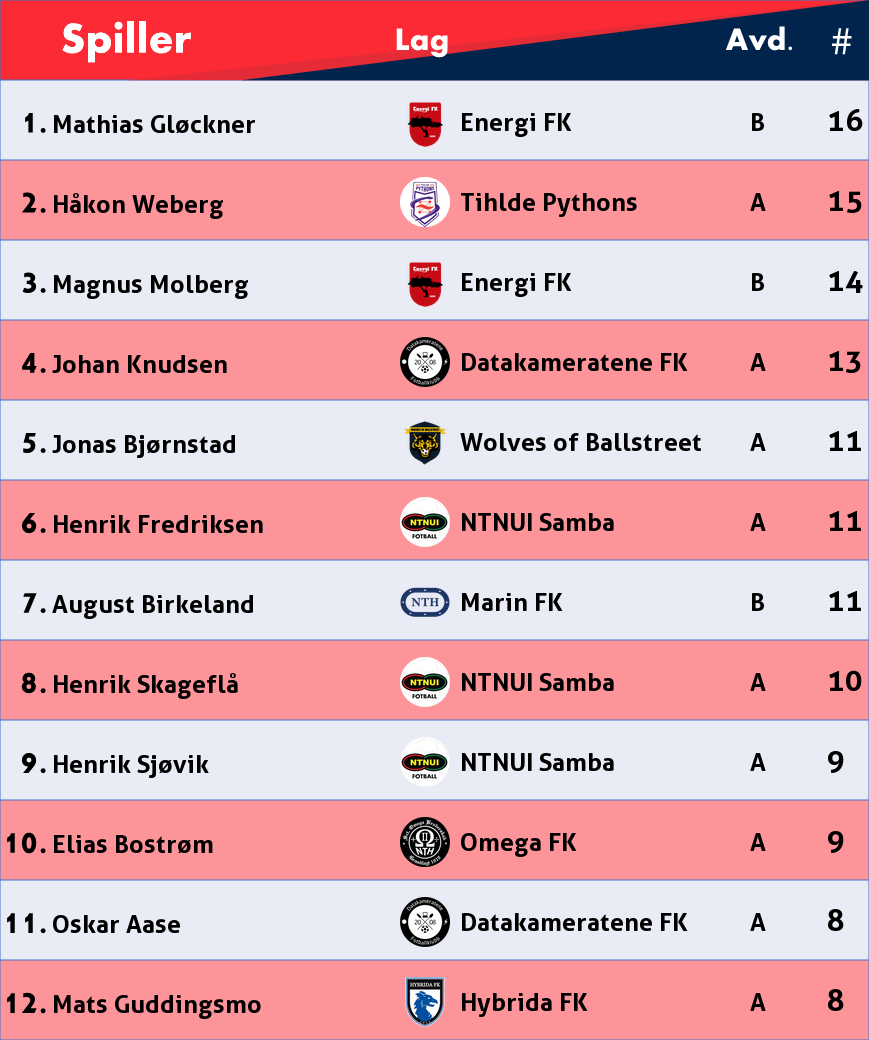 Spiller Lag Avd. #
1. Mathias Gløckner Energi FK Energi FK B 16
2. Håkon Weberg PYTHONS Tihlde Pythons A 15
3. Magnus Molberg Energi FK Energi FK B 14
4. Johan Knudsen Datakameratene 20 08 Fotballklubb Datakameratene FK A 13
5. Jonas Bjørnstad WOLVES OF BALLSTREET Wolves of Ballstreet A 11
6. Henrik Fredriksen NTNUI FOTBALL NTNUI Samba A 11
7. August Birkeland NTH Marin FK B 11
8. Henrik Skageflå NTNUI FOTBALL NTNUI Samba A 10
9. Henrik Sjøvik NTNUI FOTBALL NTNUI Samba A 9
10. Elias Bostrøm Ω NTH Omega FK A 9
11. Oskar Aase Datakameratene 20 08 Fotballklubb Datakameratene FK A 8
12. Mats Guddingsmo HYBRIDA FK Hybrida FK A 8